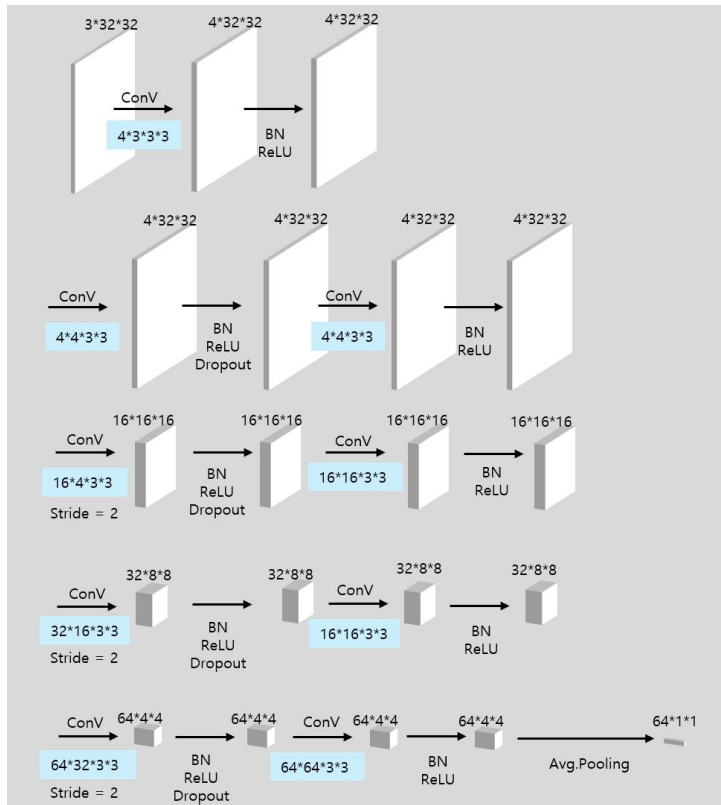 3*32*32
4*32*32
4*32*32
ConV
4*3*3*3
BN
ReLU
4*32*32
4*32*32
4*32*32
4*32*32
ConV
4*4*3*3
BN
ReLU
Dropout
ConV
4*4*3*3
BN
ReLU
16*16*16
16*16*16
16*16*16
16*16*16
ConV
16*4*3*3
Stride = 2
BN
ReLU
Dropout
ConV
16*16*3*3
BN
ReLU
32*8*8
32*8*8
32*8*8
32*8*8
ConV
32*16*3*3
Stride = 2
BN
ReLU
Dropout
ConV
16*16*3*3
BN
ReLU
64*4*4
64*4*4
64*4*4
64*4*4
64*1*1
ConV
64*32*3*3
Stride = 2
BN
ReLU
Dropout
ConV
64*64*3*3
BN
ReLU
Avg.Pooling